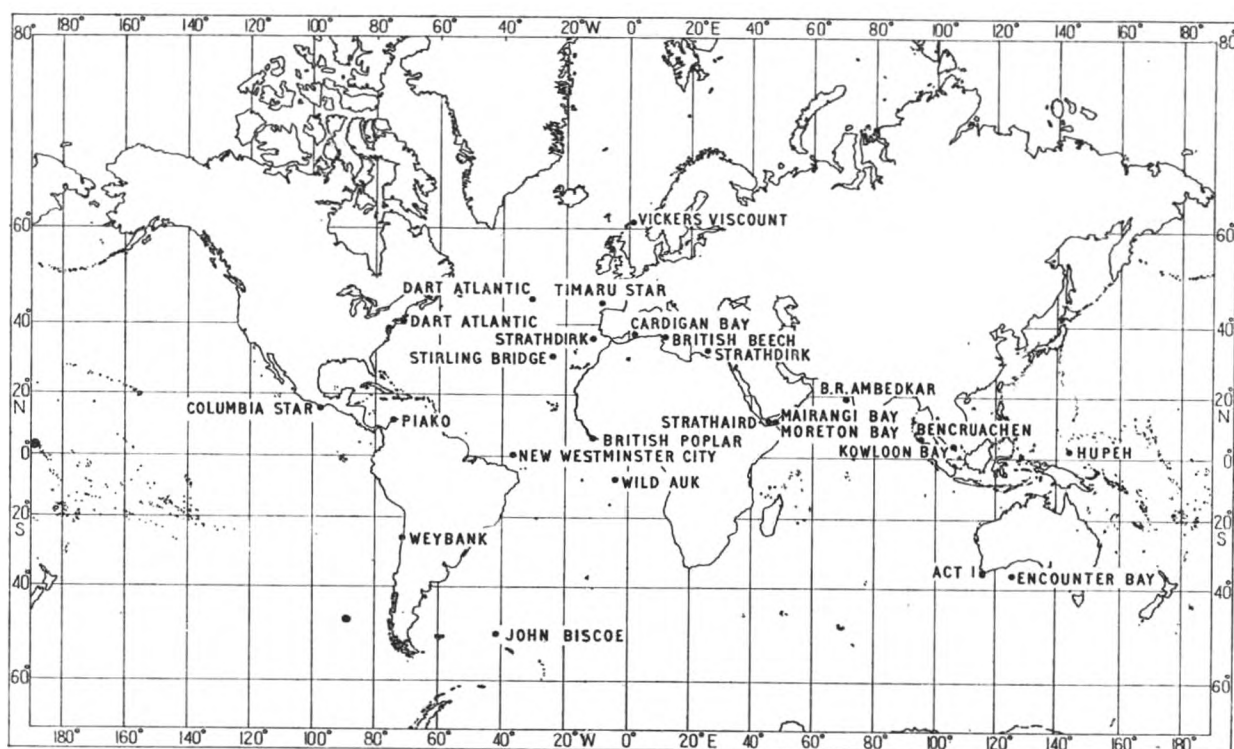 180° 160° 140° 120° 100° 80° 60° 40° 20° W 0° E 20° 40° 60° 80° 100° 120° 140° 160° 180°
80° 80°
60° 60°
VICKERS VISCOUNT
DART ATLANTIC TIMARU STAR
40° DART ATLANTIC CARDIGAN BAY 40°
STRATHDIRK BRITISH BEECH
STIRLING BRIDGE STRATHDIRK
20° B.R.AMBEDKAR 20°
N N
COLUMBIA STAR STRATHAIRD MAIRANGI BAY
PIAKO MORETON BAY BENCRUACHEN
BRITISH POPLAR KOWLOON BAY HUPEH
0° NEW WESTMINSTER CITY 0°
WILD AUK
20° 20°
S S
WEYBANK
ACT I ENCOUNTER BAY
40° 40°
JOHN BISCOE
60° 60°
180° 160° 140° 120° 100° 80° 60° 40° 20° W 0° E 20° 40° 60° 80° 100° 120° 140° 160° 180°